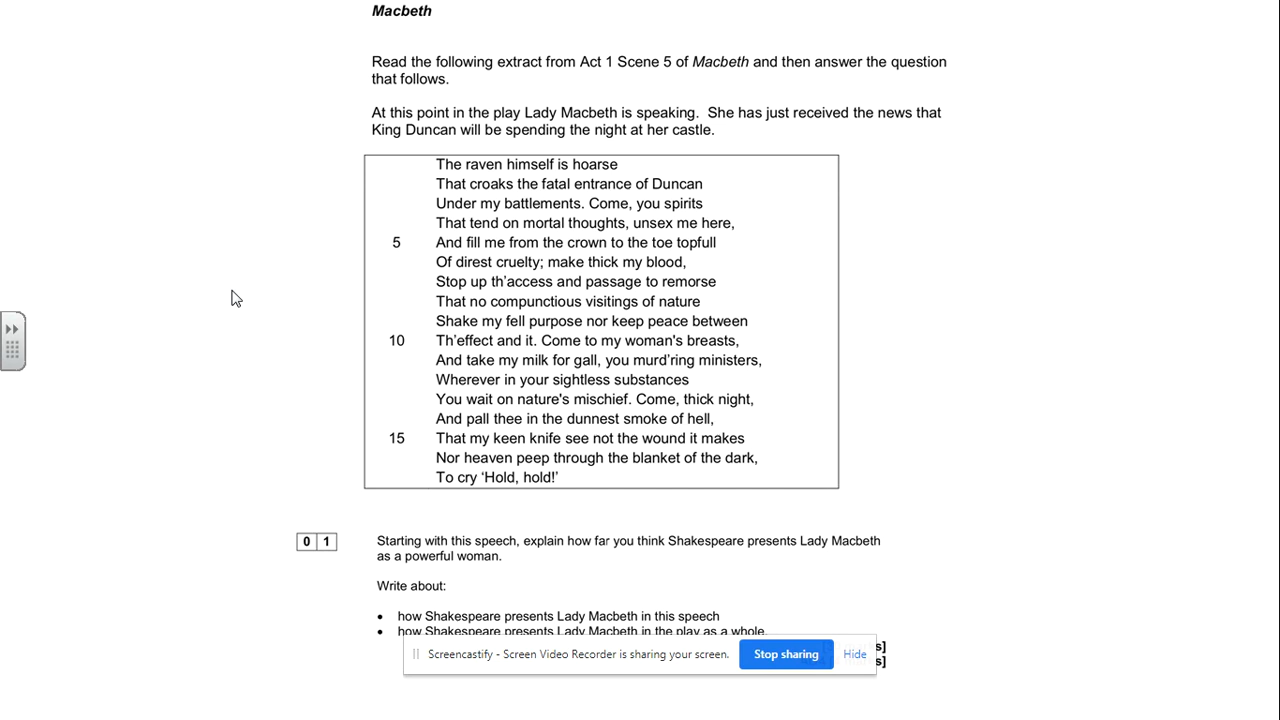 Macbeth
Read the following extract from Act 1 Scene 5 of Macbeth and then answer the question
that follows.
At this point in the play Lady Macbeth is speaking. She has just received the news that
King Duncan will be spending the night at her castle.
The raven himself is hoarse
That croaks the fatal entrance of Duncan
Under my battlements. Come, you spirits
That tend on mortal thoughts, unsex me here,
5 And fill me from the crown to the toe topfull
Of direst cruelty; make thick my blood,
Stop up th'access and passage to remorse
That no compunctious visitings of nature
Shake my fell purpose nor keep peace between
10 Th'effect and it. Come to my woman's breasts,
And take my milk for gall, you murd'ring ministers,
Wherever in your sightless substances
You wait on nature's mischief. Come, thick night,
And pall thee in the dunnest smoke of hell,
15 That my keen knife see not the wound it makes
Nor heaven peep through the blanket of the dark,
To cry ‘Hold, hold!’
0 1 Starting with this speech, explain how far you think Shakespeare presents Lady Macbeth
as a powerful woman.
Write about:
• how Shakespeare presents Lady Macbeth in this speech
• how Shakespeare presents Lady Macbeth in the play as a whole.
s]
Screencastify - Screen Video Recorder is sharing your screen. Stop sharing Hide
s]